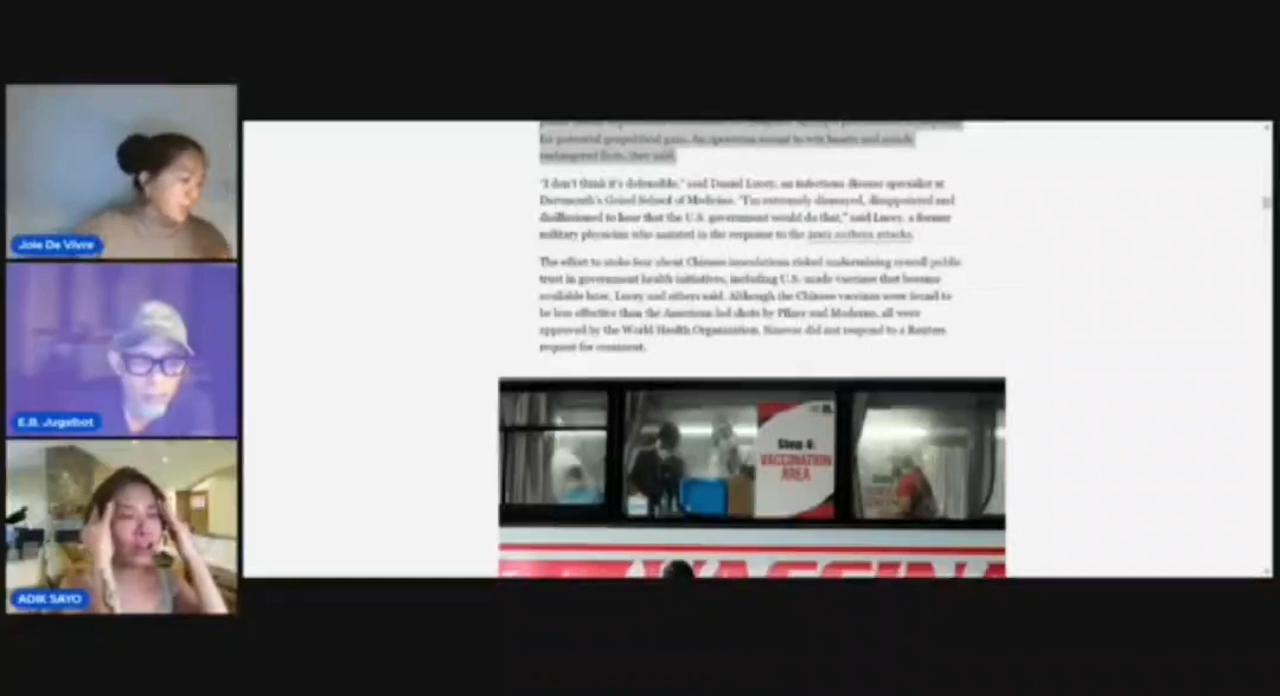 Joie De Vivre
E.B. Jugalbot
ADIK SAYO
for potential geopolitical gain. An operation meant to win hearts and minds
endangered lives, they said.
"I don't think it's defensible," said Daniel Lucey, an infectious disease specialist at
Dartmouth's Geisel School of Medicine. "I'm extremely dismayed, disappointed and
disillusioned to hear that the U.S. government would do that," said Lucey, a former
military physician who assisted in the response to the 2001 anthrax attacks.
The effort to stoke fear about Chinese inoculations risked undermining overall public
trust in government health initiatives, including U.S.-made vaccines that became
available later, Lucey and others said. Although the Chinese vaccines were found to
be less effective than the American-led shots by Pfizer and Moderna, all were
approved by the World Health Organization. Sinovac did not respond to a Reuters
request for comment.
Step 4:
VACCINATION
AREA